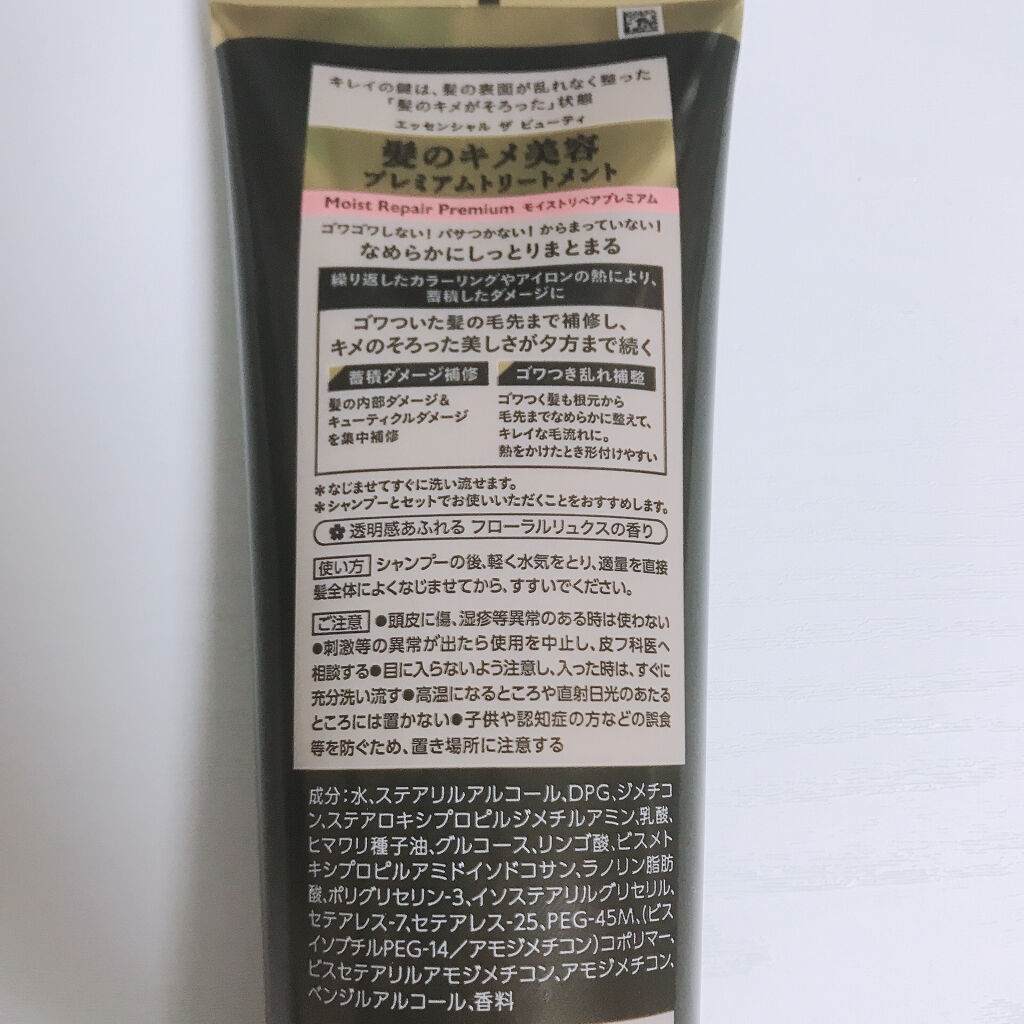 キレイの鍵は、髪の表面が乱れなく整った
「髪のキメがそろった」状態
エッセンシャル ザ ビューティ
髪のキメ美容
プレミアムトリートメント
Moist Repair Premium モイストリペアプレミアム
ゴワゴワしない！パサつかない！からまっていない！
なめらかにしっとりまとまる
繰り返したカラーリングやアイロンの熱により、
蓄積したダメージに
ゴワついた髪の毛先まで補修し、
キメのそろった美しさが夕方まで続く
蓄積ダメージ補修
髪の内部ダメージ&
キューティクルダメージ
を集中補修
ゴワつき乱れ補整
ゴワつく髪も根元から
毛先までなめらかに整えて、
キレイな毛流れに。
熱をかけたとき形付けやすい
*なじませてすぐに洗い流せます。
*シャンプーとセットでお使いいただくことをおすすめします。
透明感あふれる フローラルリュクスの香り
使い方 シャンプーの後、軽く水気をとり、適量を直接
髪全体によくなじませてから、すすいでください。
ご注意 ●頭皮に傷、湿疹等異常のある時は使わない
●刺激等の異常が出たら使用を中止し、皮フ科医へ
相談する●目に入らないよう注意し、入った時は、すぐに
充分洗い流す●高温になるところや直射日光のあたる
ところには置かない●子供や認知症の方などの誤食
等を防ぐため、置き場所に注意する
成分:水、ステアリルアルコール、DPG、ジメチコ
ン、ステアロキシプロピルジメチルアミン、乳酸、
ヒマワリ種子油、グルコース、リンゴ酸、ビスメト
キシプロピルアミドイソドコサン、ラノリン脂肪
酸、ポリグリセリン-3、イソステアリルグリセリル、
セテアレス-7、セテアレス-25、PEG-45M、(ビス
イソブチルPEG-14/アモジメチコン)コポリマー、
ビスセテアリルアモジメチコン、アモジメチコン、
ベンジルアルコール、香料